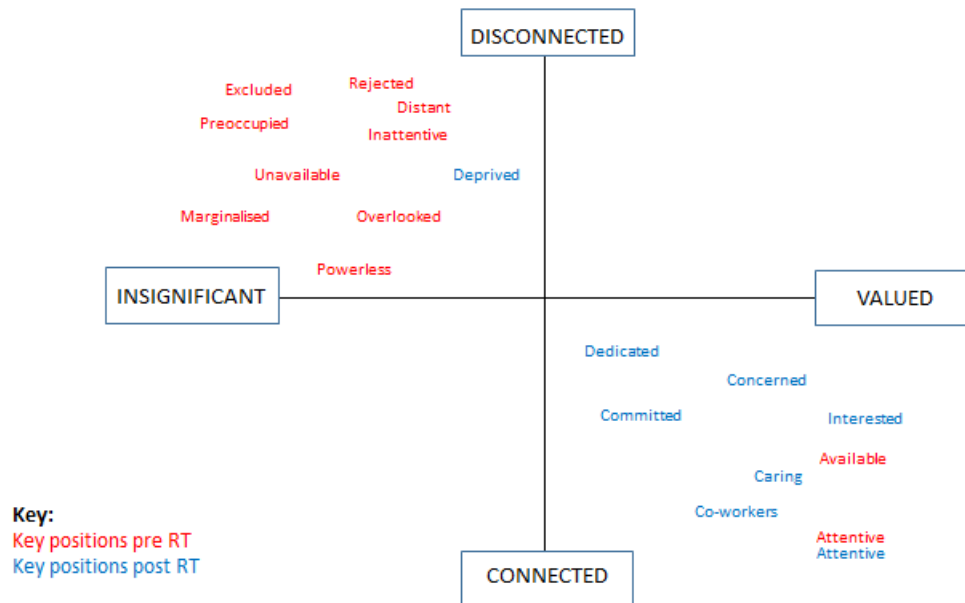 DISCONNECTED
Rejected
Excluded
Distant
Preoccupied
Inattentive
Unavailable
Deprived
Marginalised
Overlooked
Powerless
INSIGNIFICANT
VALUED
Dedicated
Concerned
Committed
Interested
Available
Caring
Co-workers
Attentive
Attentive
Key:
Key positions pre RT
Key positions post RT
CONNECTED